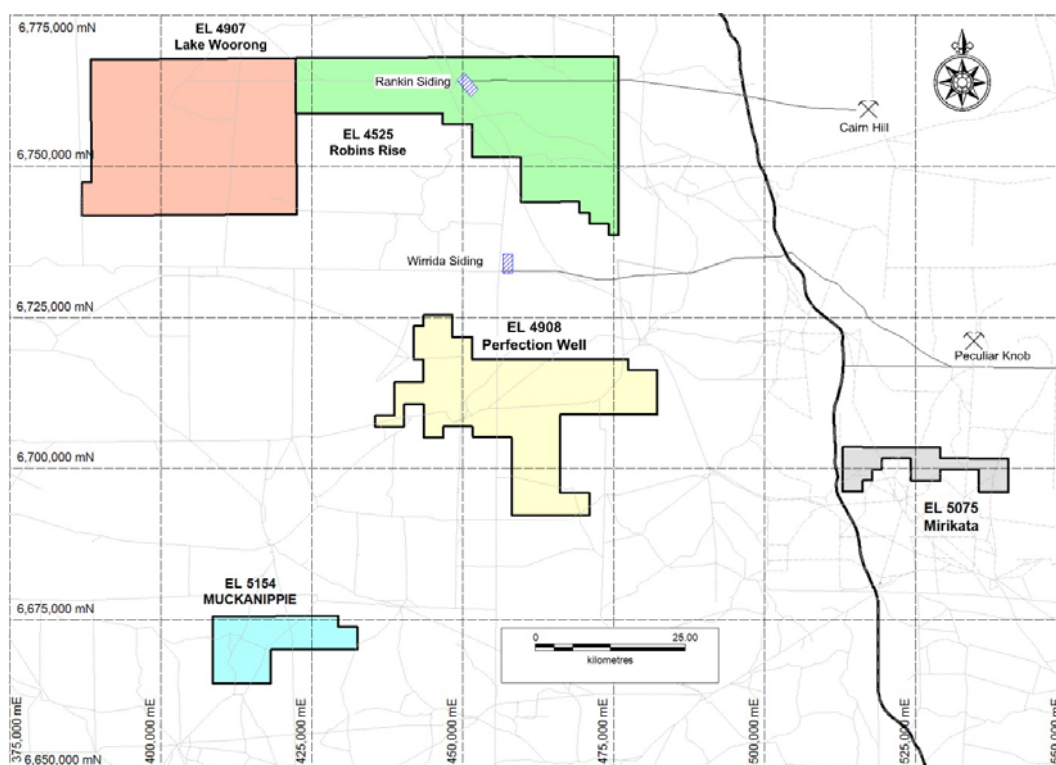 6,775,000 mN
EL 4907
Lake Woorong
Rankin Siding
Cairn Hill
EL 4525
Robins Rise
6,750,000 mN
Wirrida Siding
6,725,000 mN
EL 4908
Perfection Well
Peculiar Knob
6,700,000 mN
EL 5075
Mirikata
EL 5154
MUCKANIPPIE
6,675,000 mN
0 25.00
kilometres
375,000 mE
400,000 mE
425,000 mE
450,000 mE
475,000 mE
500,000 mE
525,000 mE
6,650,000 mN